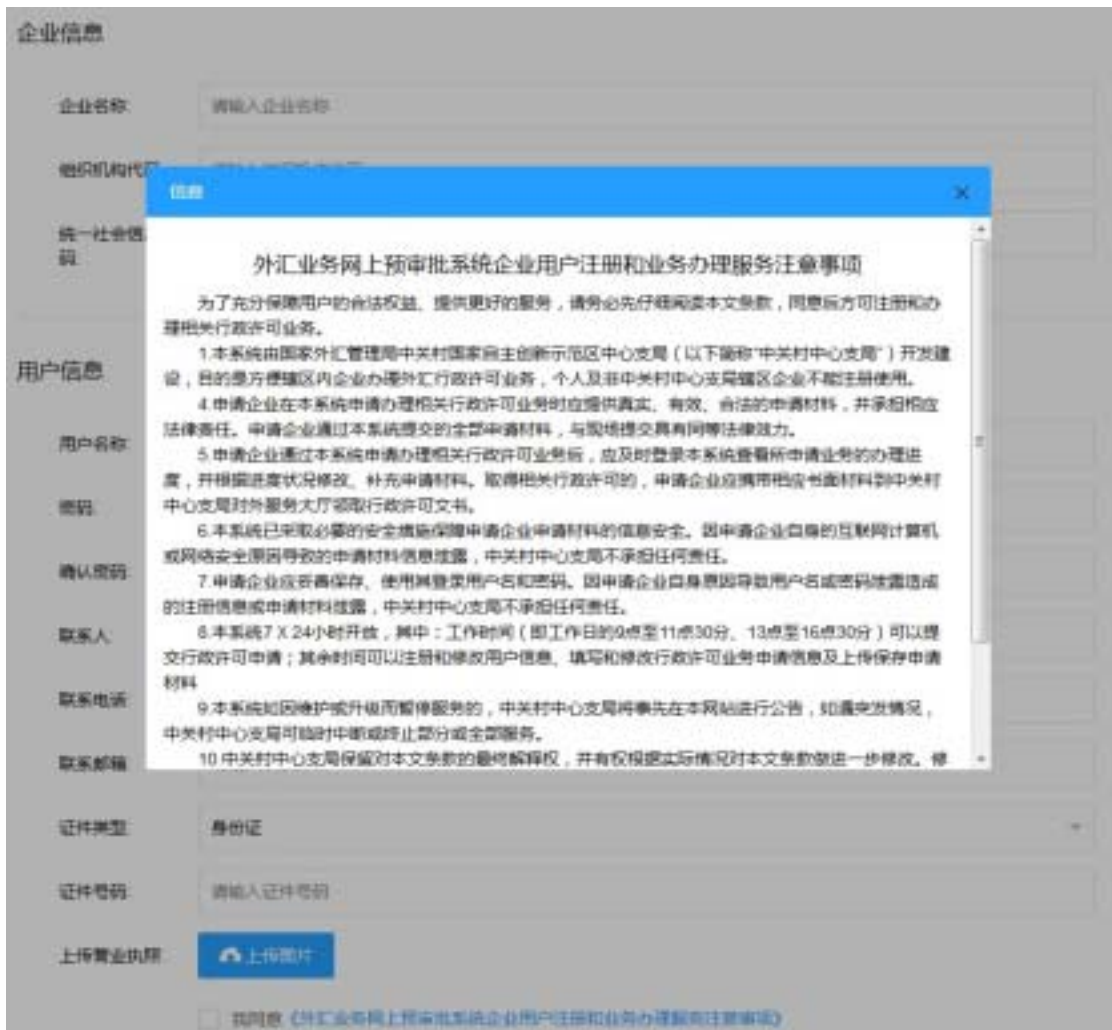 企业信息
企业名称 请输入企业名称
组织机构代
信息
统一社会信
码
外汇业务网上预审批系统企业用户注册和业务办理服务注意事项
为了充分保障用户的合法权益、提供更好的服务，请务必先仔细阅读本文条款，同意后方可注册和办
理相关行政许可业务。
1.本系统由国家外汇管理局中关村国家自主创新示范区中心支局（以下简称“中关村中心支局”）开发建
设，目的是方便辖区内企业办理外汇行政许可业务，个人及非中关村中心支局辖区企业不能注册使用。
用户信息
4.申请企业在本系统申请办理相关行政许可业务时应提供真实、有效、合法的申请材料，并承担相应
法律责任。申请企业通过本系统提交的全部申请材料，与现场提交具有同等法律效力。
用户名称
5.申请企业通过本系统申请办理相关行政许可业务后，应及时登录本系统查看所申请业务的办理进
度，并根据进度状况修改、补充申请材料。取得相关行政许可的，申请企业应携带相应书面材料到中关村
中心支局对外服务大厅领取行政许可文书。
密码
6.本系统已采取必要的安全措施保障申请企业申请材料的信息安全。因申请企业自身的互联网计算机
或网络安全原因导致的申请材料信息泄露，中关村中心支局不承担任何责任。
确认密码
7.申请企业应妥善保存、使用其登录用户名和密码。因申请企业自身原因导致用户名或密码泄露造成
的注册信息或申请材料泄露，中关村中心支局不承担任何责任。
联系人
8.本系统7 X 24小时开放，其中：工作时间（即工作日的9点至11点30分、13点至16点30分）可以提
交行政许可申请；其余时间可以注册和修改用户信息、填写和修改行政许可业务申请信息及上传保存申请
材料
联系电话
9.本系统如因维护或升级而暂停服务的，中关村中心支局将事先在本网站进行公告，如遇突发情况，
中关村中心支局可临时中断或终止部分或全部服务。
联系邮箱
10.中关村中心支局保留对本文条款的最终解释权，并有权根据实际情况对本文条款做进一步修改。修
证件类型 身份证
证件号码 请输入证件号码
上传营业执照 上传图片
我同意《外汇业务网上预审批系统企业用户注册和业务办理服务注意事项》